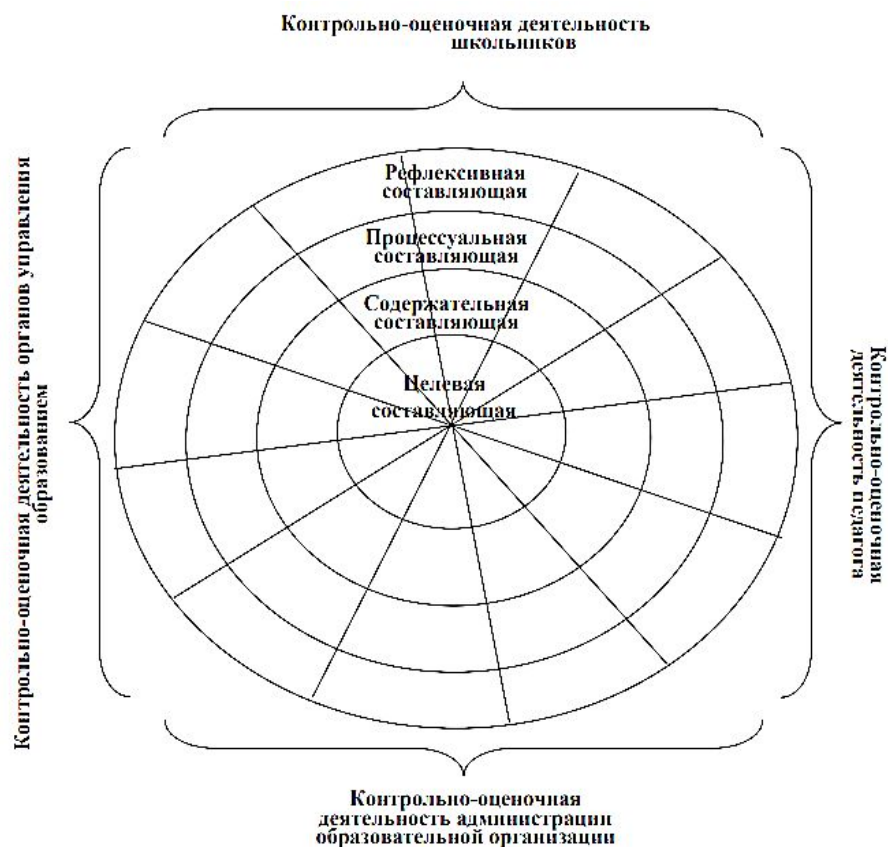 Контрольно-оценочная деятельность
школьников
Рефлексивная
составляющая
Процессуальная
составляющая
Содержательная
составляющая
Целевая
составляющая
Контрольно-оценочная деятельность органов управления
образованием
Контрольно-оценочная
деятельность педагога
Контрольно-оценочная
деятельность администрации
образовательной организации